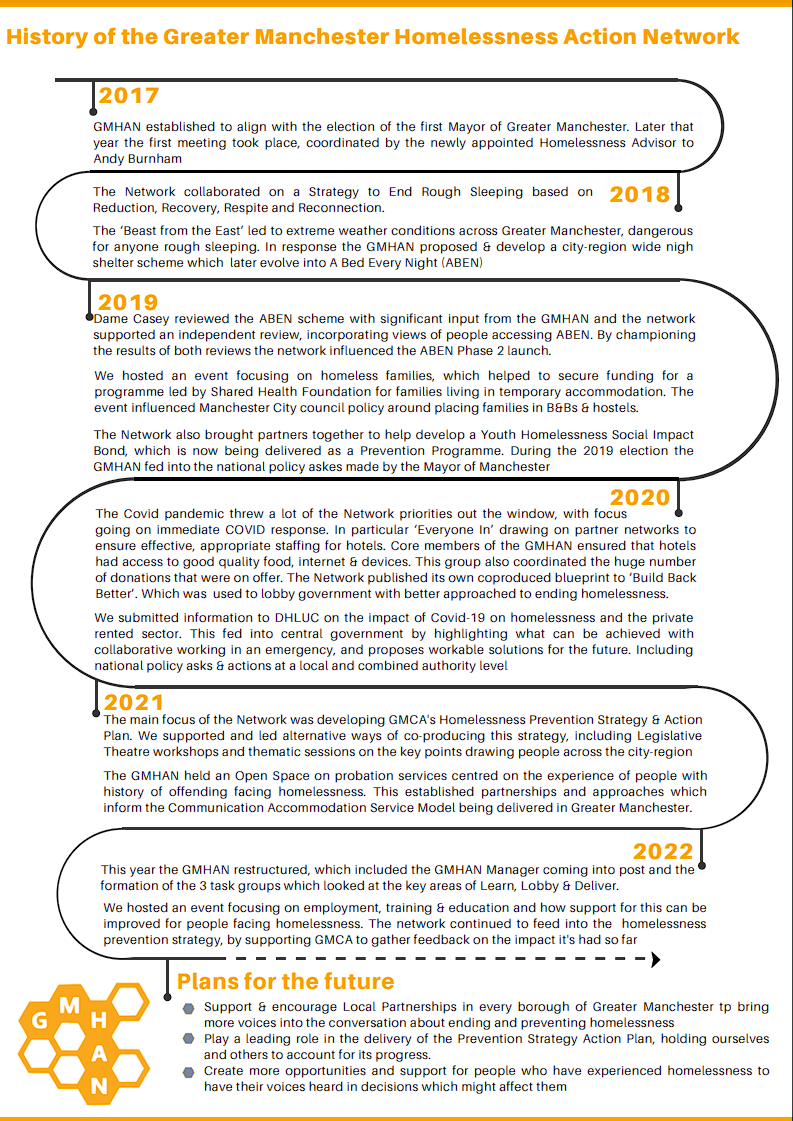 History of the Greater Manchester Homelessness Action Network
2017
GMHAN established to align with the election of the first Mayor of Greater Manchester. Later that
year the first meeting took place, coordinated by the newly appointed Homelessness Advisor to
Andy Burnham
2018
The Network collaborated on a Strategy to End Rough Sleeping based on
Reduction, Recovery, Respite and Reconnection.
The ‘Beast from the East’ led to extreme weather conditions across Greater Manchester, dangerous
for anyone rough sleeping. In response the GMHAN proposed & develop a city-region wide nigh
shelter scheme which later evolve into A Bed Every Night (ABEN)
2019
Dame Casey reviewed the ABEN scheme with significant input from the GMHAN and the network
supported an independent review, incorporating views of people accessing ABEN. By championing
the results of both reviews the network influenced the ABEN Phase 2 launch.
We hosted an event focusing on homeless families, which helped to secure funding for a
programme led by Shared Health Foundation for families living in temporary accommodation. The
event influenced Manchester City council policy around placing families in B&Bs & hostels.
The Network also brought partners together to help develop a Youth Homelessness Social Impact
Bond, which is now being delivered as a Prevention Programme. During the 2019 election the
GMHAN fed into the national policy askes made by the Mayor of Manchester
2020
The Covid pandemic threw a lot of the Network priorities out the window, with focus
going on immediate COVID response. In particular ‘Everyone In’ drawing on partner networks to
ensure effective, appropriate staffing for hotels. Core members of the GMHAN ensured that hotels
had access to good quality food, internet & devices. This group also coordinated the huge number
of donations that were on offer. The Network published its own coproduced blueprint to ‘Build Back
Better’. Which was used to lobby government with better approached to ending homelessness.
We submitted information to DHLUC on the impact of Covid-19 on homelessness and the private
rented sector. This fed into central government by highlighting what can be achieved with
collaborative working in an emergency, and proposes workable solutions for the future. Including
national policy asks & actions at a local and combined authority level
2021
The main focus of the Network was developing GMCA's Homelessness Prevention Strategy & Action
Plan. We supported and led alternative ways of co-producing this strategy, including Legislative
Theatre workshops and thematic sessions on the key points drawing people across the city-region
The GMHAN held an Open Space on probation services centred on the experience of people with
history of offending facing homelessness. This established partnerships and approaches which
inform the Communication Accommodation Service Model being delivered in Greater Manchester.
2022
This year the GMHAN restructured, which included the GMHAN Manager coming into post and the
formation of the 3 task groups which looked at the key areas of Learn, Lobby & Deliver.
We hosted an event focusing on employment, training & education and how support for this can be
improved for people facing homelessness. The network continued to feed into the homelessness
prevention strategy, by supporting GMCA to gather feedback on the impact it's had so far
Plans for the future
Support & encourage Local Partnerships in every borough of Greater Manchester tp bring
more voices into the conversation about ending and preventing homelessness
Play a leading role in the delivery of the Prevention Strategy Action Plan, holding ourselves
and others to account for its progress.
Create more opportunities and support for people who have experienced homelessness to
have their voices heard in decisions which might affect them
GMHAN